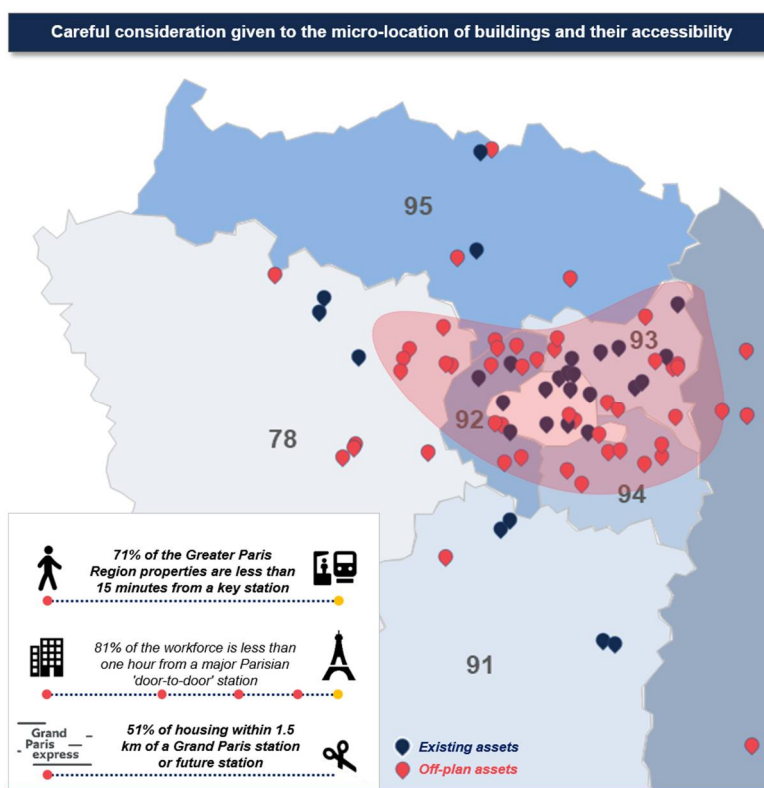 Careful consideration given to the micro-location of buildings and their accessibility
95
93
92
78
94
71% of the Greater Paris
Region properties are less than
15 minutes from a key station
81% of the workforce is less than
one hour from a major Parisian
'door-to-door' station
91
Grand
Paris
express
51% of housing within 1.5
km of a Grand Paris station
or future station
Existing assets
Off-plan assets